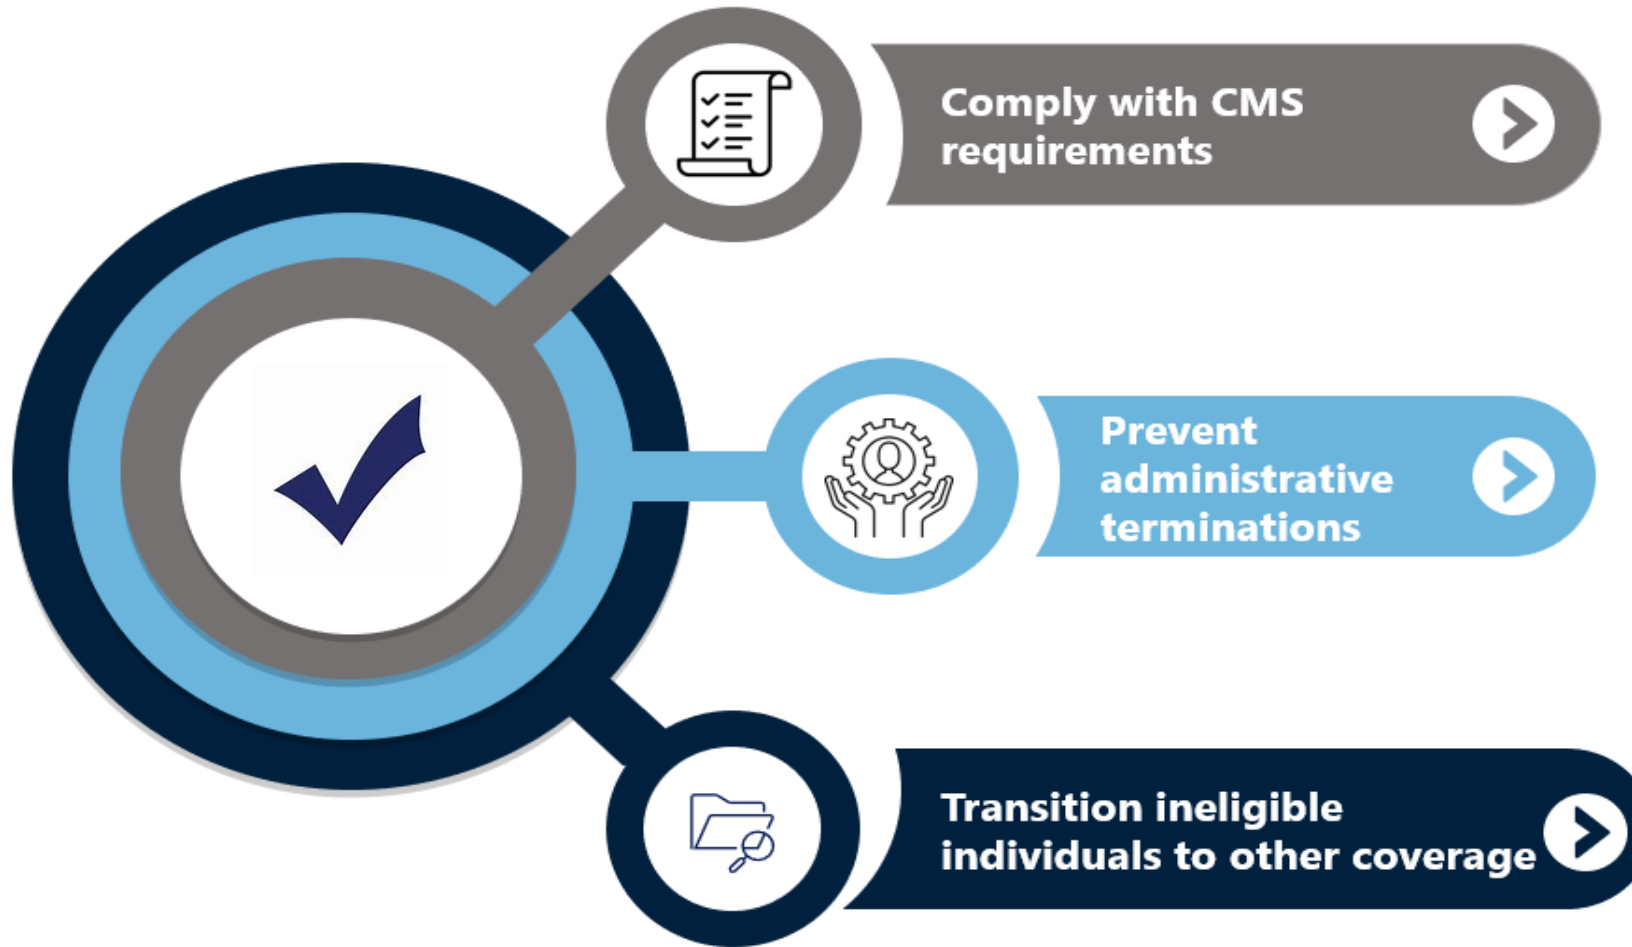 Comply with CMS
requirements
Prevent
administrative
terminations
Transition ineligible
individuals to other coverage